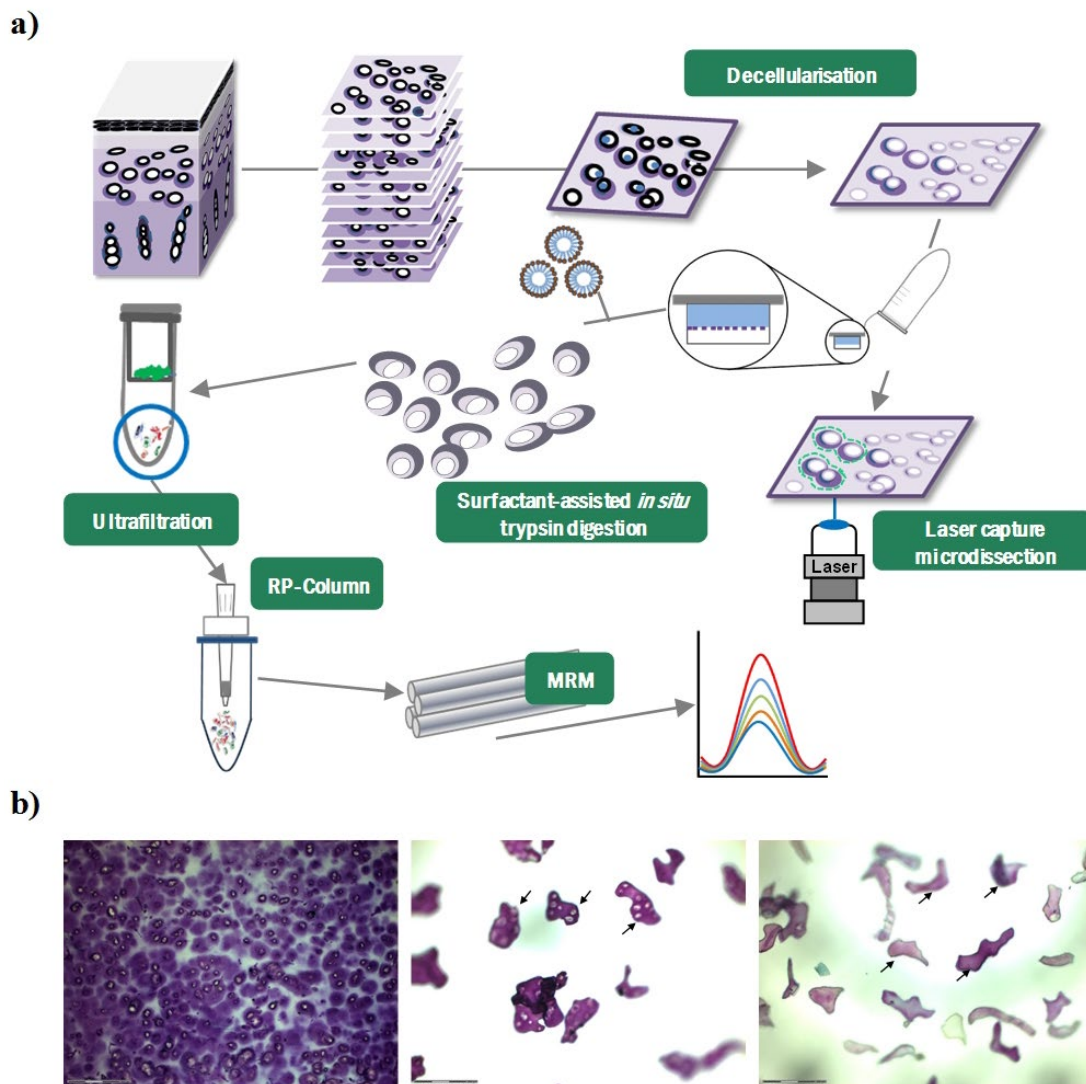 a)
Decellularisation
Surfactant-assisted in situ
trypsin digestion
Ultrafiltration
Laser capture
microdissection
Laser
RP-Column
MRM
b)